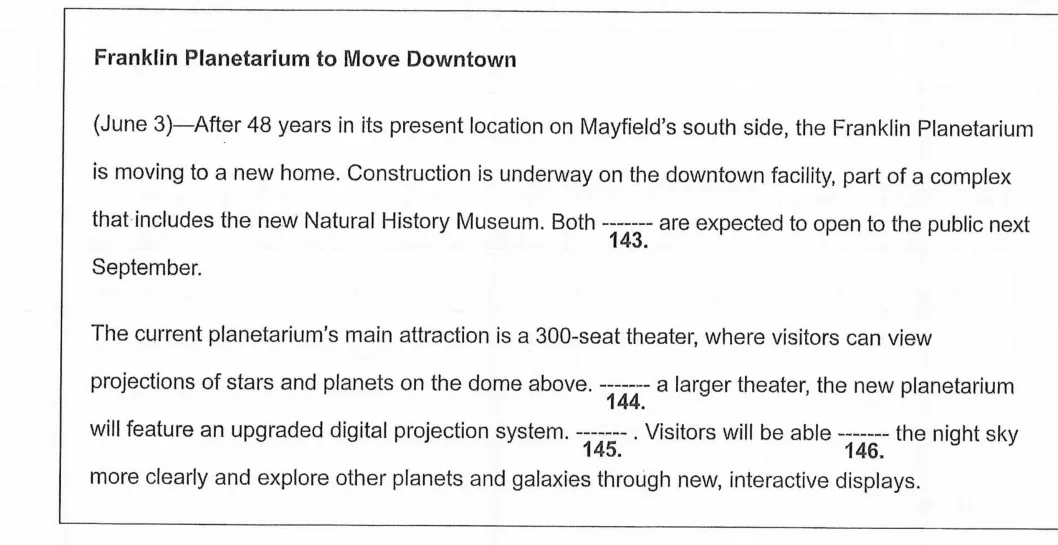 Franklin Planetarium to Move Downtown
(June 3)—After 48 years in its present location on Mayfield's south side, the Franklin Planetarium
is moving to a new home. Construction is underway on the downtown facility, part of a complex
that includes the new Natural History Museum. Both ------- are expected to open to the public next
143.
September.
The current planetarium's main attraction is a 300-seat theater, where visitors can view
projections of stars and planets on the dome above. ------- a larger theater, the new planetarium
144.
will feature an upgraded digital projection system. ------- . Visitors will be able ------- the night sky
145. 146.
more clearly and explore other planets and galaxies through new, interactive displays.